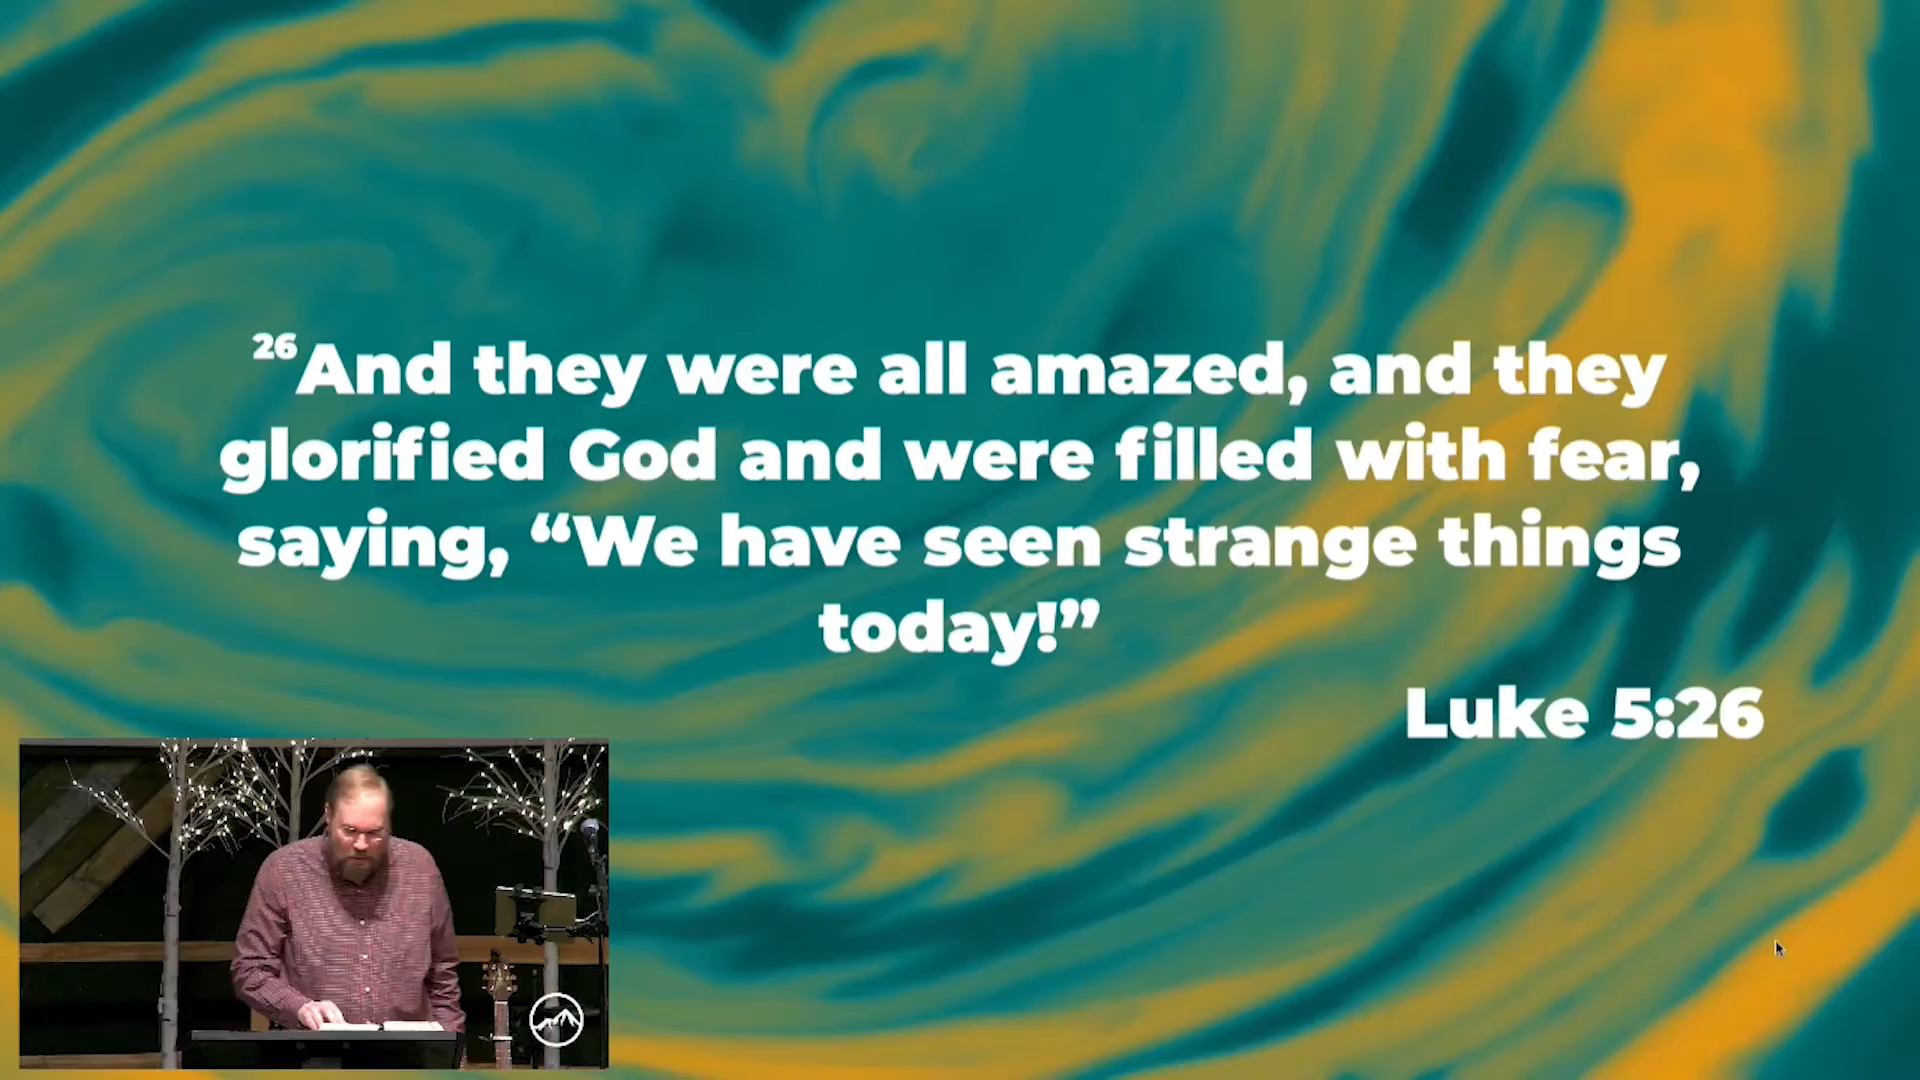 26And they were all amazed, and they
glorified God and were filled with fear,
saying, “We have seen strange things
today!”
Luke 5:26